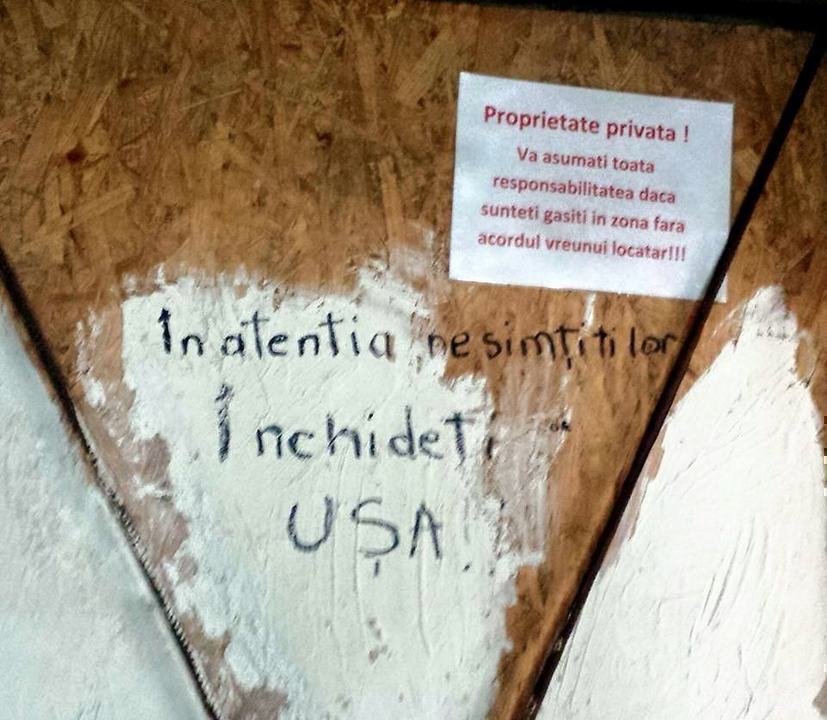 Proprietate privata !
Va asumati toata
responsabilitatea daca
sunteti gasiti in zona fara
acordul vreunui locatar!!!
In atentia nesimțitilor
Închideți
UȘA!